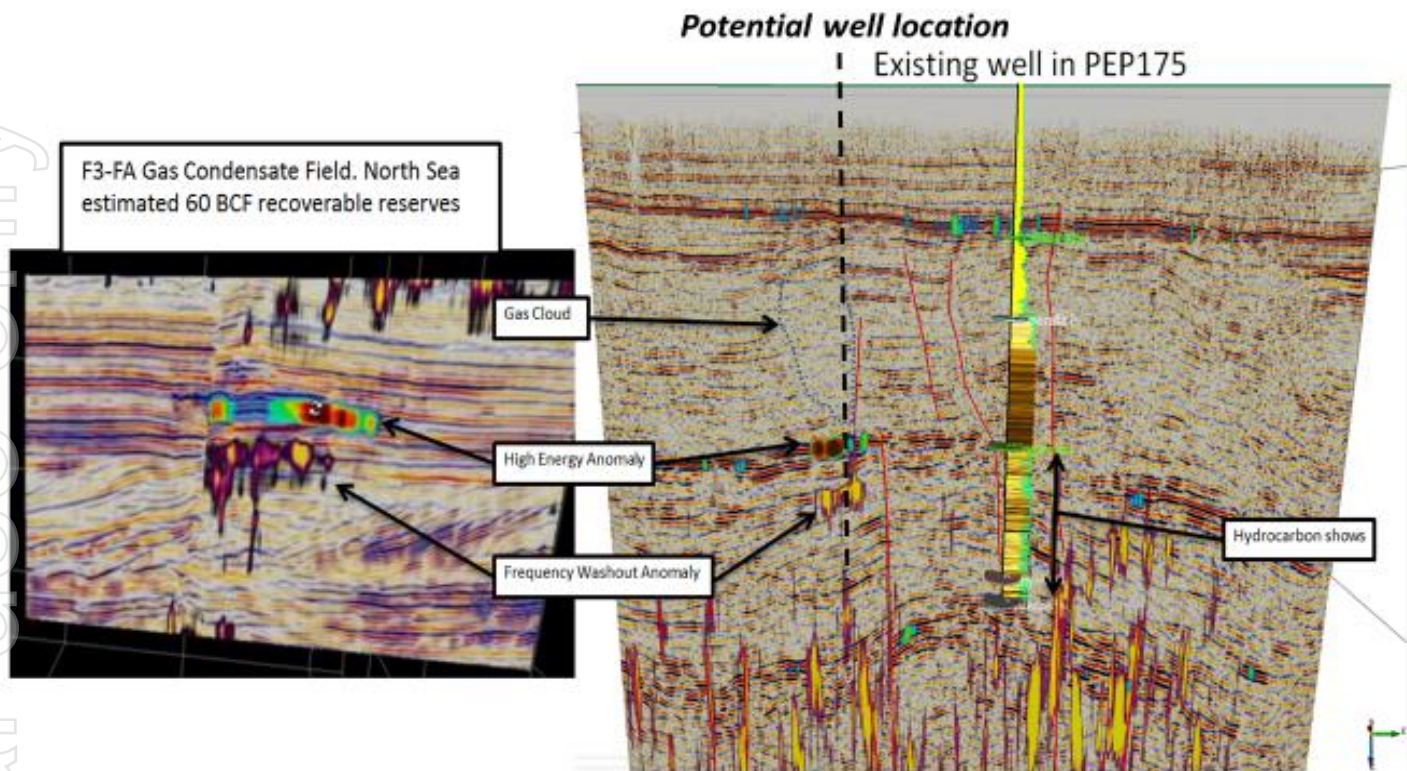 Potential well location
Existing well in PEP175
F3-FA Gas Condensate Field. North Sea
estimated 60 BCF recoverable reserves
Gas Cloud
High Energy Anomaly
Frequency Washout Anomaly
Hydrocarbon shows